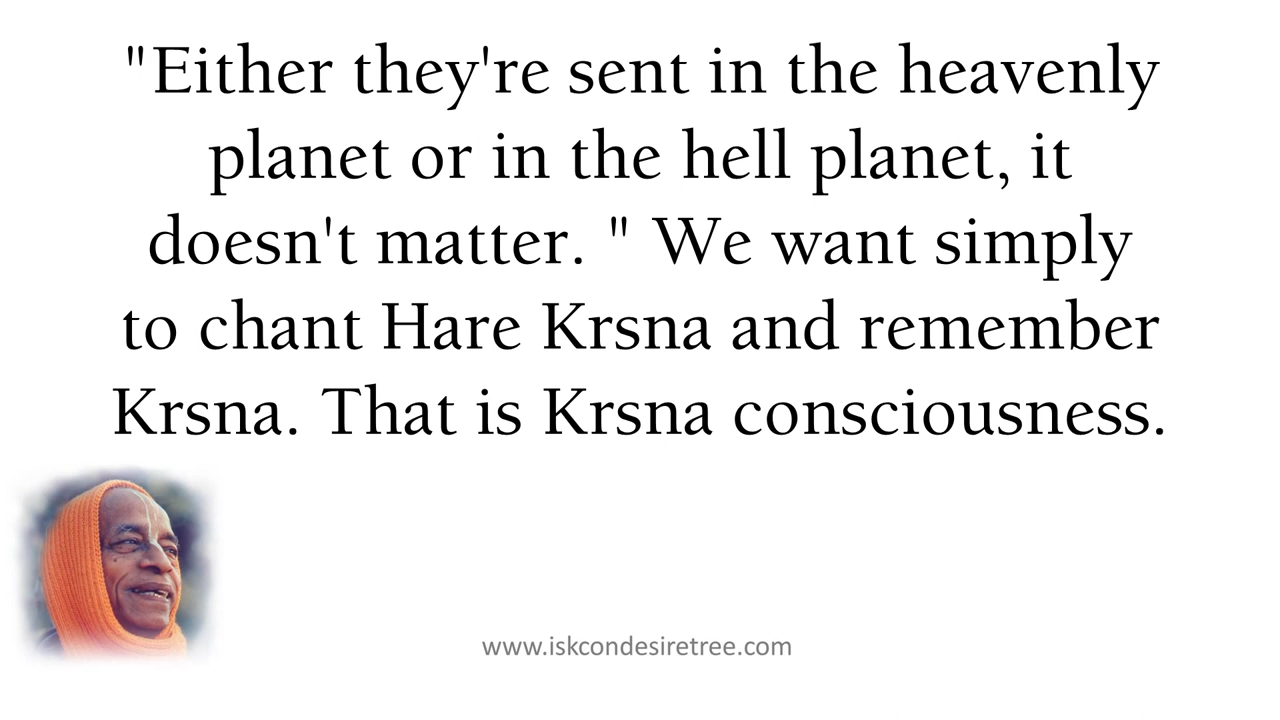 "Either they're sent in the heavenly
planet or in the hell planet, it
doesn't matter. " We want simply
to chant Hare Krsna and remember
Krsna. That is Krsna consciousness.
www.iskcondesiretree.com